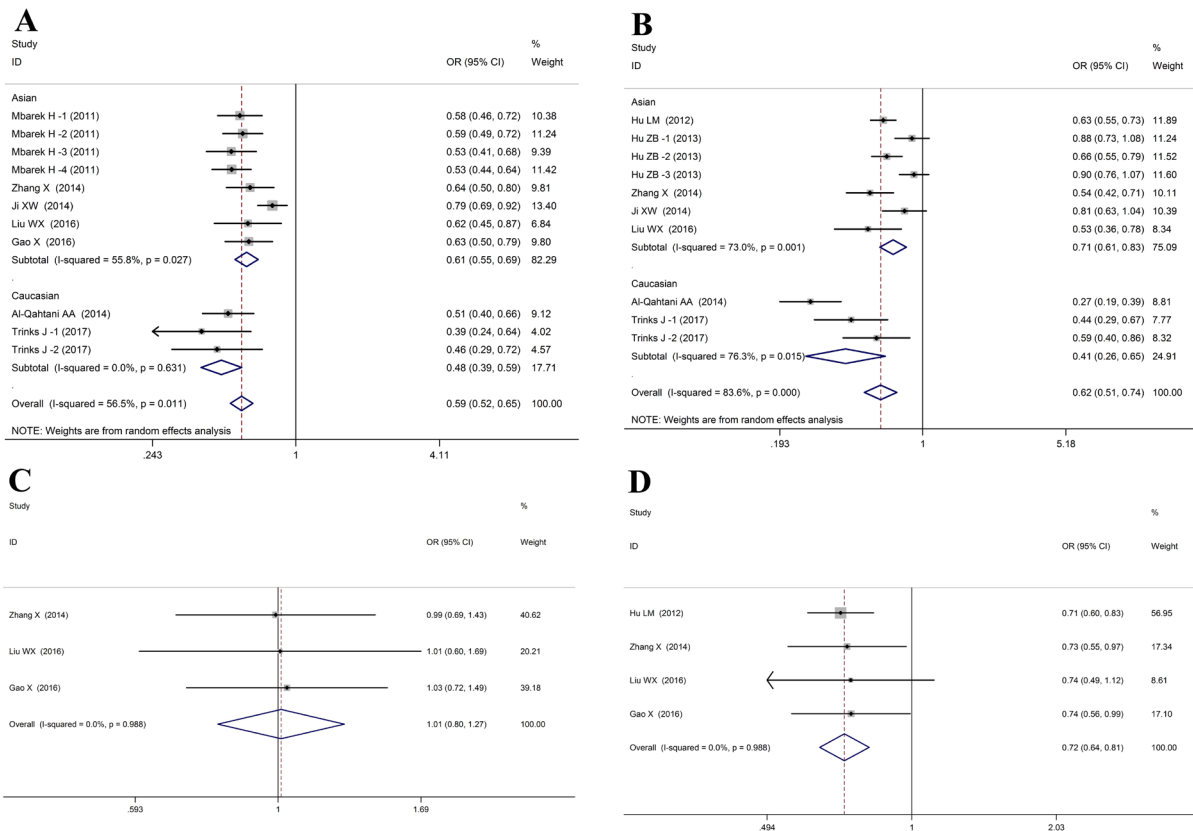 A
Study %
ID OR (95% CI) Weight
Asian
Mbarek H -1 (2011) 0.58 (0.46, 0.72) 10.38
Mbarek H -2 (2011) 0.59 (0.49, 0.72) 11.24
Mbarek H -3 (2011) 0.53 (0.41, 0.68) 9.39
Mbarek H -4 (2011) 0.53 (0.44, 0.64) 11.42
Zhang X (2014) 0.64 (0.50, 0.80) 9.81
Ji XW (2014) 0.79 (0.69, 0.92) 13.40
Liu WX (2016) 0.62 (0.45, 0.87) 6.84
Gao X (2016) 0.63 (0.50, 0.79) 9.80
Subtotal (I-squared = 55.8%, p = 0.027) 0.61 (0.55, 0.69) 82.29
.
Caucasian
Al-Qahtani AA (2014) 0.51 (0.40, 0.66) 9.12
Trinks J -1 (2017) 0.39 (0.24, 0.64) 4.02
Trinks J -2 (2017) 0.46 (0.29, 0.72) 4.57
Subtotal (I-squared = 0.0%, p = 0.631) 0.48 (0.39, 0.59) 17.71
.
Overall (I-squared = 56.5%, p = 0.011) 0.59 (0.52, 0.65) 100.00
NOTE: Weights are from random effects analysis
.243 1 4.11
B
Study %
ID OR (95% CI) Weight
Asian
Hu LM (2012) 0.63 (0.55, 0.73) 11.89
Hu ZB -1 (2013) 0.88 (0.73, 1.08) 11.24
Hu ZB -2 (2013) 0.66 (0.55, 0.79) 11.52
Hu ZB -3 (2013) 0.90 (0.76, 1.07) 11.60
Zhang X (2014) 0.54 (0.42, 0.71) 10.11
Ji XW (2014) 0.81 (0.63, 1.04) 10.39
Liu WX (2016) 0.53 (0.36, 0.78) 8.34
Subtotal (I-squared = 73.0%, p = 0.001) 0.71 (0.61, 0.83) 75.09
.
Caucasian
Al-Qahtani AA (2014) 0.27 (0.19, 0.39) 8.81
Trinks J -1 (2017) 0.44 (0.29, 0.67) 7.77
Trinks J -2 (2017) 0.59 (0.40, 0.86) 8.32
Subtotal (I-squared = 76.3%, p = 0.015) 0.41 (0.26, 0.65) 24.91
.
Overall (I-squared = 83.6%, p = 0.000) 0.62 (0.51, 0.74) 100.00
NOTE: Weights are from random effects analysis
.193 1 5.18
C
Study %
ID OR (95% CI) Weight
Zhang X (2014) 0.99 (0.69, 1.43) 40.62
Liu WX (2016) 1.01 (0.60, 1.69) 20.21
Gao X (2016) 1.03 (0.72, 1.49) 39.18
Overall (I-squared = 0.0%, p = 0.988) 1.01 (0.80, 1.27) 100.00
.593 1 1.69
D
Study %
ID OR (95% CI) Weight
Hu LM (2012) 0.71 (0.60, 0.83) 56.95
Zhang X (2014) 0.73 (0.55, 0.97) 17.34
Liu WX (2016) 0.74 (0.49, 1.12) 8.61
Gao X (2016) 0.74 (0.56, 0.99) 17.10
Overall (I-squared = 0.0%, p = 0.988) 0.72 (0.64, 0.81) 100.00
.494 1 2.03